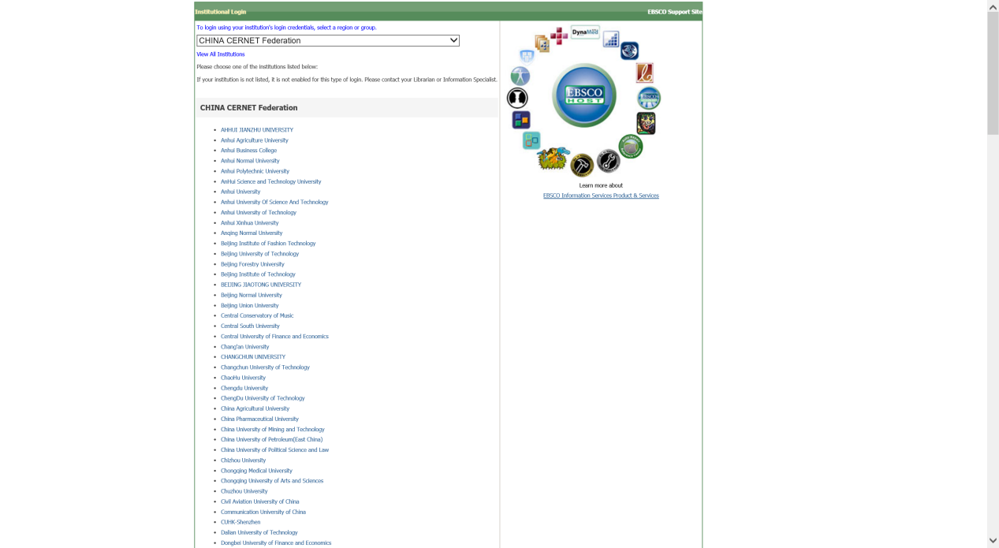 Institutional Login
EBSCO Support Site
To login using your institution's login credentials, select a region or group.
CHINA CERNET Federation
View All Institutions
Please choose one of the institutions listed below:
If your institution is not listed, it is not enabled for this type of login. Please contact your Librarian or Information Specialist.
CHINA CERNET Federation
AHHUI JIANZHU UNIVERSITY
Anhui Agriculture University
Anhui Business College
Anhui Normal University
Anhui Polytechnic University
AnHui Science and Technology University
Anhui University
Anhui University Of Science And Technology
Anhui University of Technology
Anhui Xinhua University
Anqing Normal University
Beijing Institute of Fashion Technology
Beijing University of Technology
Beijing Forestry University
Beijing Institute of Technology
BEIJING JIAOTONG UNIVERSITY
Beijing Normal University
Beijing Union University
Central Conservatory of Music
Central South University
Central University of Finance and Economics
Chang'an University
CHANGCHUN UNIVERSITY
Changchun University of Technology
ChaoHu University
Chengdu University
ChengDu University of Technology
China Agricultural University
China Pharmaceutical University
China University of Mining and Technology
China University of Petroleum(East China)
China University of Political Science and Law
Chizhou University
Chongqing Medical University
Chongqing University of Arts and Sciences
Chuzhou University
Civil Aviation University of China
Communication University of China
CUHK-Shenzhen
Dalian University of Technology
Dongbei University of Finance and Economics
DynaMed
EBSCO
HOST
Learn more about
EBSCO Information Services Product & Services